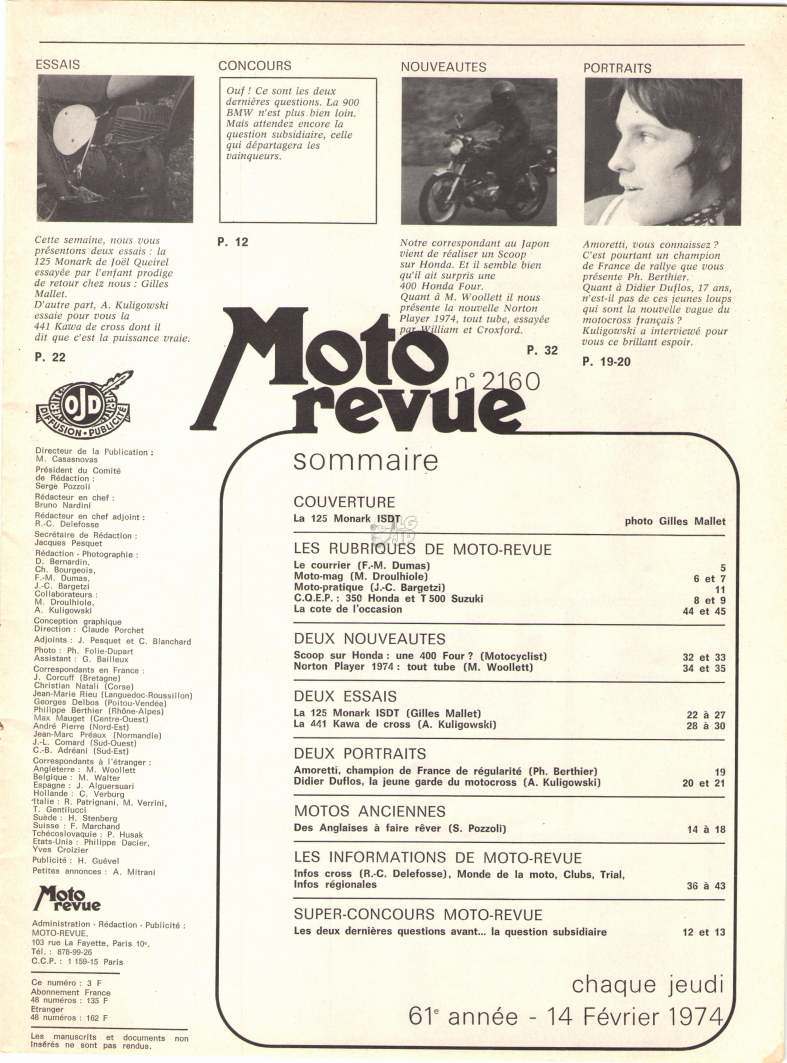 ESSAIS
Cette semaine, nous vous
présentons deux essais : la
125 Monark de Joël Queirel
essayée par l'enfant prodige
de retour chez nous : Gilles
Mallet.
D'autre part, A. Kuligowski
essaie pour vous la
441 Kawa de cross dont il
dit que c'est la puissance vraie.
P. 22
CONCOURS
Ouf ! Ce sont les deux
dernières questions. La 900
BMW n'est plus bien loin.
Mais attendez encore la
question subsidiaire, celle
qui départagera les
vainqueurs.
P. 12
NOUVEAUTES
Notre correspondant au Japon
vient de réaliser un Scoop
sur Honda. Et il semble bien
qu'il ait surpris une
400 Honda Four.
Quant à M. Woollett il nous
présente la nouvelle Norton
Player 1974, tout tube, essayée
par William et Croxford.
P. 32
PORTRAITS
Amoretti, vous connaissez ?
C'est pourtant un champion
de France de rallye que vous
présente Ph. Berthier.
Quant à Didier Duflos, 17 ans,
n'est-il pas de ces jeunes loups
qui sont la nouvelle vague du
motocross français ?
Kuligowski a interviewé pour
vous ce brillant espoir.
P. 19-20
Moto
revue
n° 2160
OJD
DIFFUSION • PUBLICITÉ
Directeur de la Publication :
M. Casasnovas
Président du Comité
de Rédaction :
Serge Pozzoli
Rédacteur en chef :
Bruno Nardini
Rédacteur en chef adjoint :
R.-C. Delefosse
Secrétaire de Rédaction :
Jacques Pesquet
Rédaction - Photographie :
D. Bernardin,
Ch. Bourgeois,
F.-M. Dumas,
J.-C. Bargetzi
Collaborateurs :
M. Droulhiole,
A. Kuligowski
Conception graphique
Direction : Claude Porchet
Adjoints : J. Pesquet et C. Blanchard
Photo : Ph. Folie-Dupart
Assistant : G. Bailleux
Correspondants en France :
J. Corcuff (Bretagne)
Christian Natali (Corse)
Jean-Marie Rieu (Languedoc-Roussillon)
Georges Delbos (Poitou-Vendée)
Philippe Berthier (Rhône-Alpes)
Max Mauget (Centre-Ouest)
André Pierre (Nord-Est)
Jean-Marc Préaux (Normandie)
J.-L. Comard (Sud-Ouest)
C.-B. Adréani (Sud-Est)
Correspondants à l'étranger :
Angleterre : M. Woollett
Belgique : M. Walter
Espagne : J. Alguersuari
Hollande : C. Verburg
Italie : R. Patrignani, M. Verrini,
T. Gentilucci
Suède : H. Stenberg
Suisse : F. Marchand
Tchécoslovaquie : P. Husak
Etats-Unis : Philippe Dacier,
Yves Croizier
Publicité : H. Guével
Petites annonces : A. Mitrani
Moto
revue
Administration - Rédaction - Publicité :
MOTO-REVUE,
103 rue La Fayette, Paris 10e.
Tél. : 878-99-26
C.C.P. : 1 159-15 Paris
Ce numéro : 3 F
Abonnement France
48 numéros : 135 F
Etranger
48 numéros : 162 F
Les manuscrits et documents non
insérés ne sont pas rendus.
sommaire
COUVERTURE
La 125 Monark ISDT photo Gilles Mallet
LES RUBRIQUES DE MOTO-REVUE
Le courrier (F.-M. Dumas) 5
Moto-mag (M. Droulhiole) 6 et 7
Moto-pratique (J.-C. Bargetzi) 11
C.Q.E.P. : 350 Honda et T 500 Suzuki 8 et 9
La cote de l'occasion 44 et 45
DEUX NOUVEAUTES
Scoop sur Honda : une 400 Four ? (Motocyclist) 32 et 33
Norton Player 1974 : tout tube (M. Woollett) 34 et 35
DEUX ESSAIS
La 125 Monark ISDT (Gilles Mallet) 22 à 27
La 441 Kawa de cross (A. Kuligowski) 28 à 30
DEUX PORTRAITS
Amoretti, champion de France de régularité (Ph. Berthier) 19
Didier Duflos, la jeune garde du motocross (A. Kuligowski) 20 et 21
MOTOS ANCIENNES
Des Anglaises à faire rêver (S. Pozzoli) 14 à 18
LES INFORMATIONS DE MOTO-REVUE
Infos cross (R.-C. Delefosse), Monde de la moto, Clubs, Trial,
Infos régionales 36 à 43
SUPER-CONCOURS MOTO-REVUE
Les deux dernières questions avant... la question subsidiaire 12 et 13
chaque jeudi
61e année - 14 Février 1974